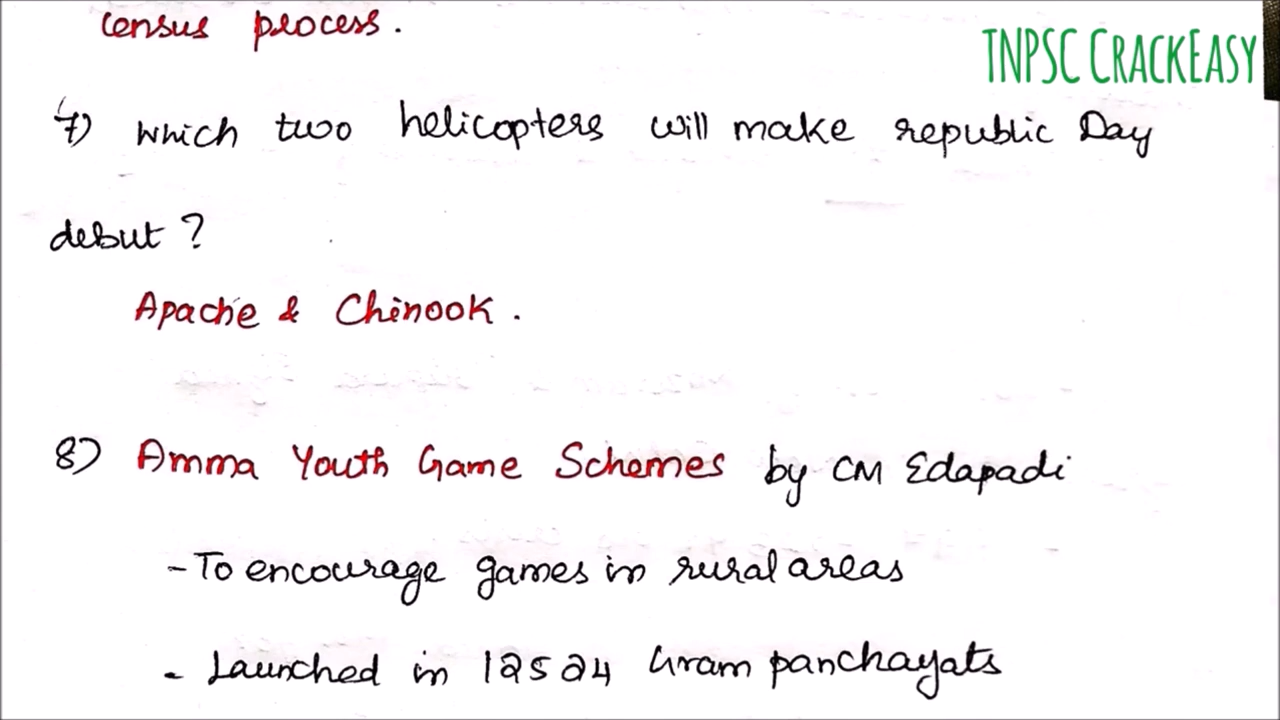 census process.
TNPSC CRACKEASY
7) which two helicopters will make republic Day
debut?
Apache & Chinook.
8) Amma Youth Game Schemes by CM Edapadi
- To encourage games in rural areas
- Launched in 12524 Gram panchayats